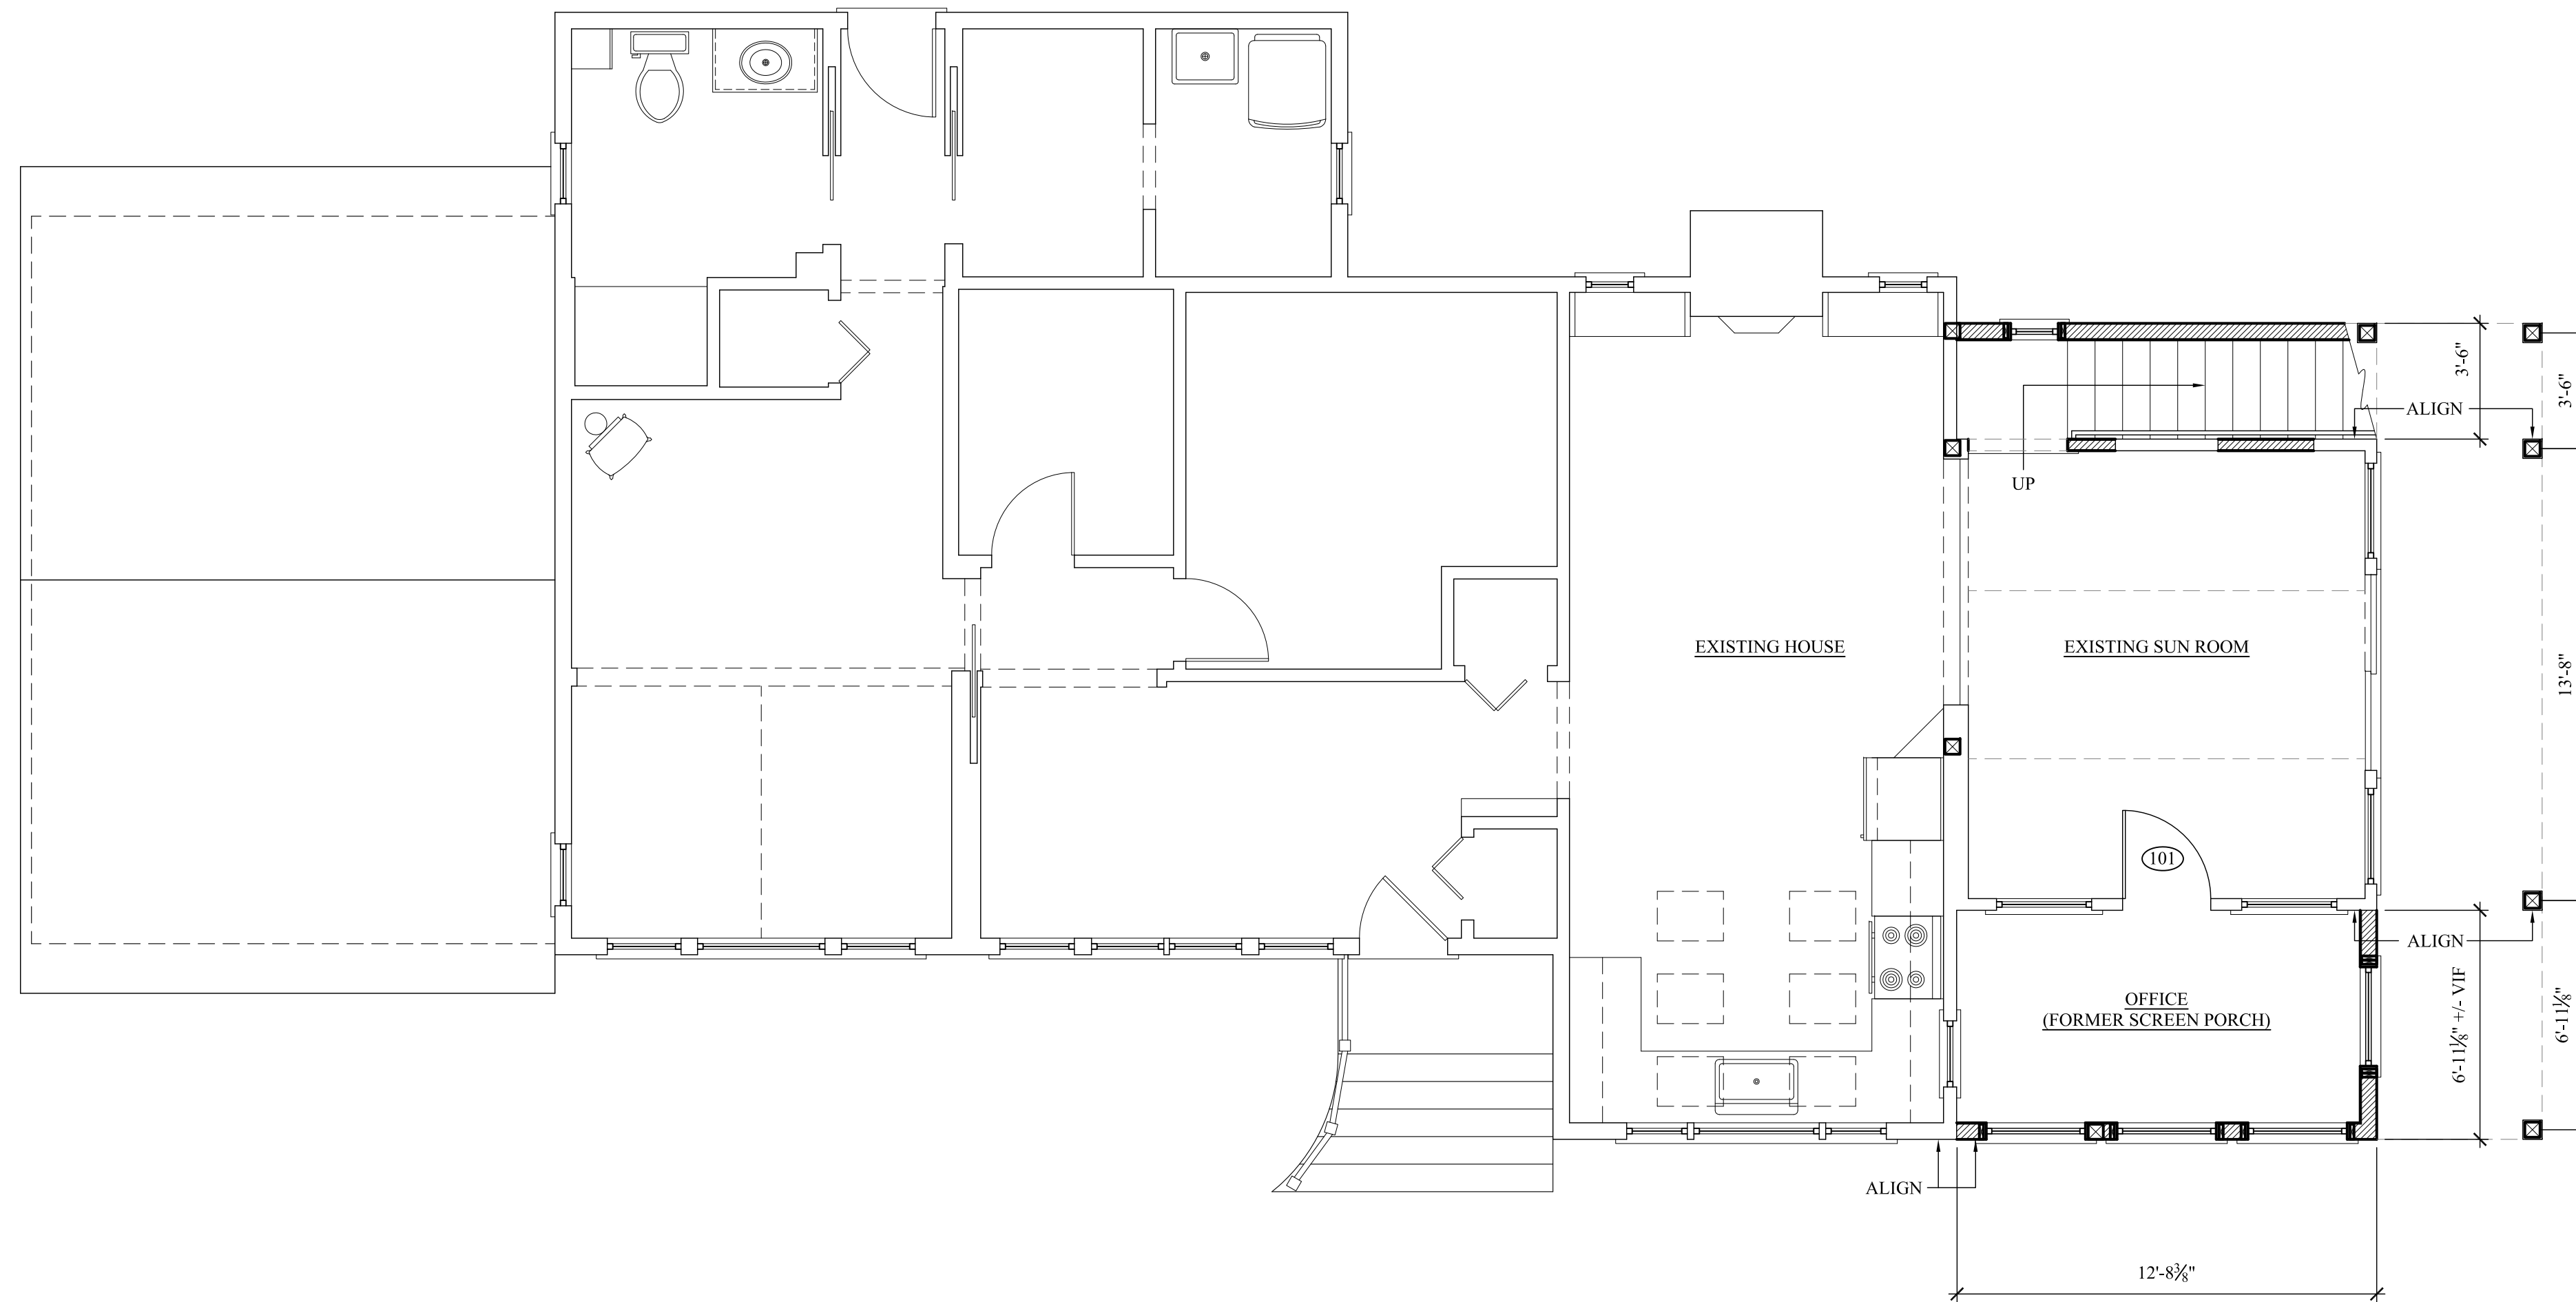 3'-6"
3'-6"
ALIGN
UP
EXISTING HOUSE
EXISTING SUN ROOM
13'-8"
101
ALIGN
OFFICE
(FORMER SCREEN PORCH)
6'-11⅛" +/- VIF
6'-11⅛"
ALIGN
12'-8⅜"